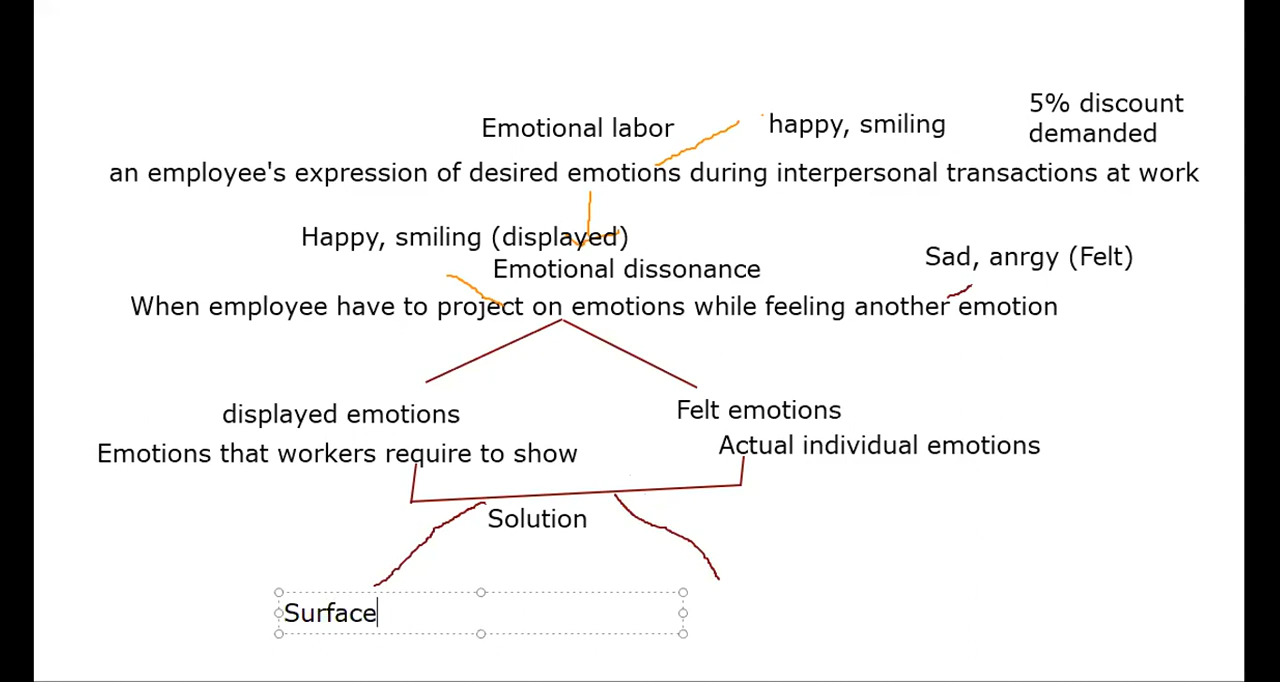 5% discount
demanded
Emotional labor
happy, smiling
an employee's expression of desired emotions during interpersonal transactions at work
Happy, smiling (displayed)
Sad, anrgy (Felt)
Emotional dissonance
When employee have to project on emotions while feeling another emotion
displayed emotions
Felt emotions
Emotions that workers require to show
Actual individual emotions
Solution
Surface